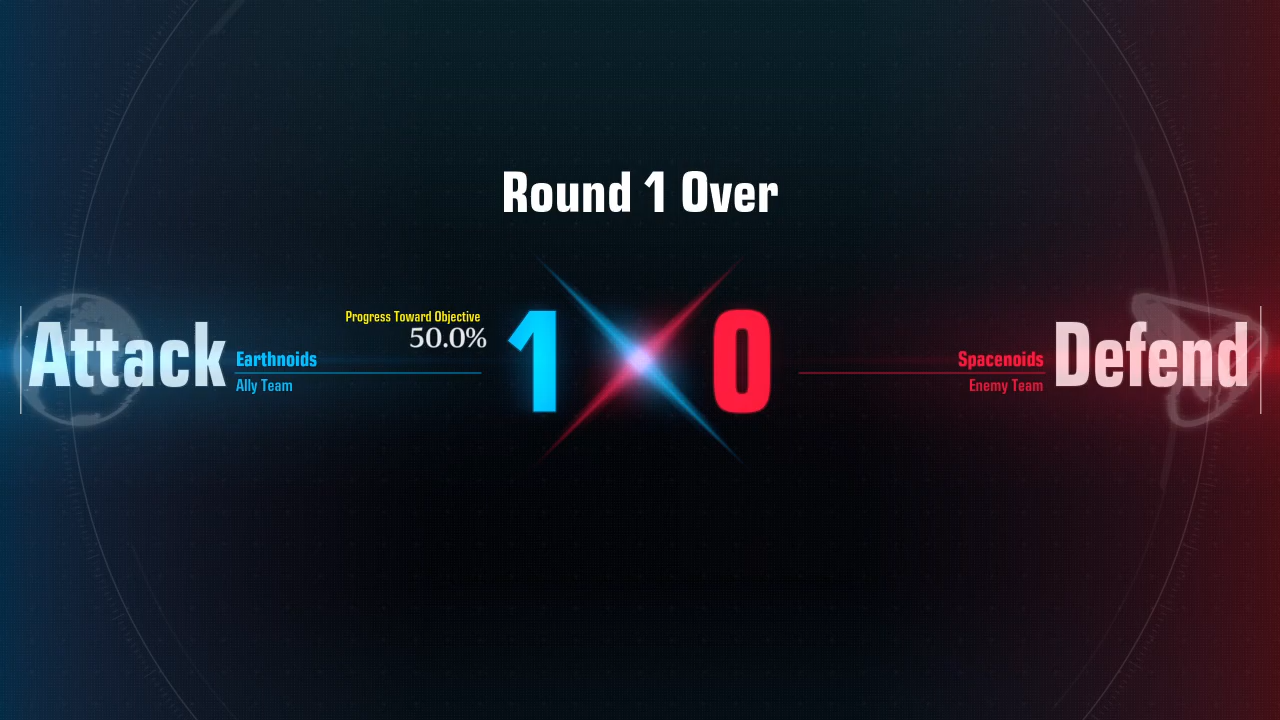 Round 1 Over
Progress Toward Objective
50.0%
1 0
Attack
Earthnoids
Ally Team
Spacenoids
Enemy Team
Defend